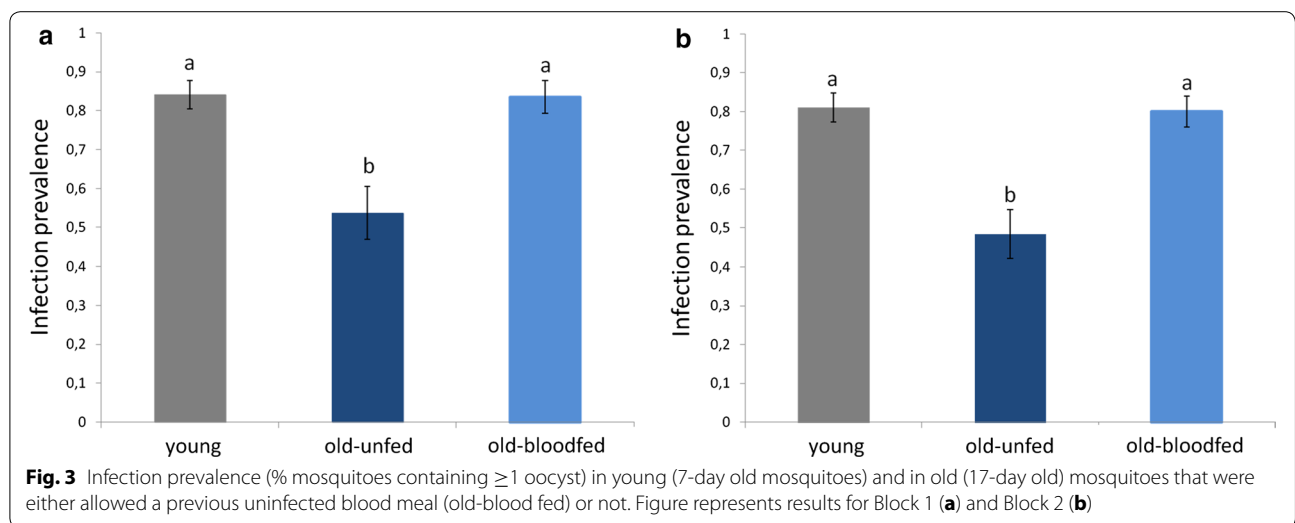 a
1
0,9
0,8
0,7
0,6
0,5
0,4
0,3
0,2
0,1
0
Infection prevalence
a
b
a
young old-unfed old-bloodfed
b
1
0,9
0,8
0,7
0,6
0,5
0,4
0,3
0,2
0,1
0
Infection prevalence
a
b
a
young old-unfed old-bloodfed
Fig. 3 Infection prevalence (% mosquitoes containing ≥1 oocyst) in young (7-day old mosquitoes) and in old (17-day old) mosquitoes that were
either allowed a previous uninfected blood meal (old-blood fed) or not. Figure represents results for Block 1 (a) and Block 2 (b)